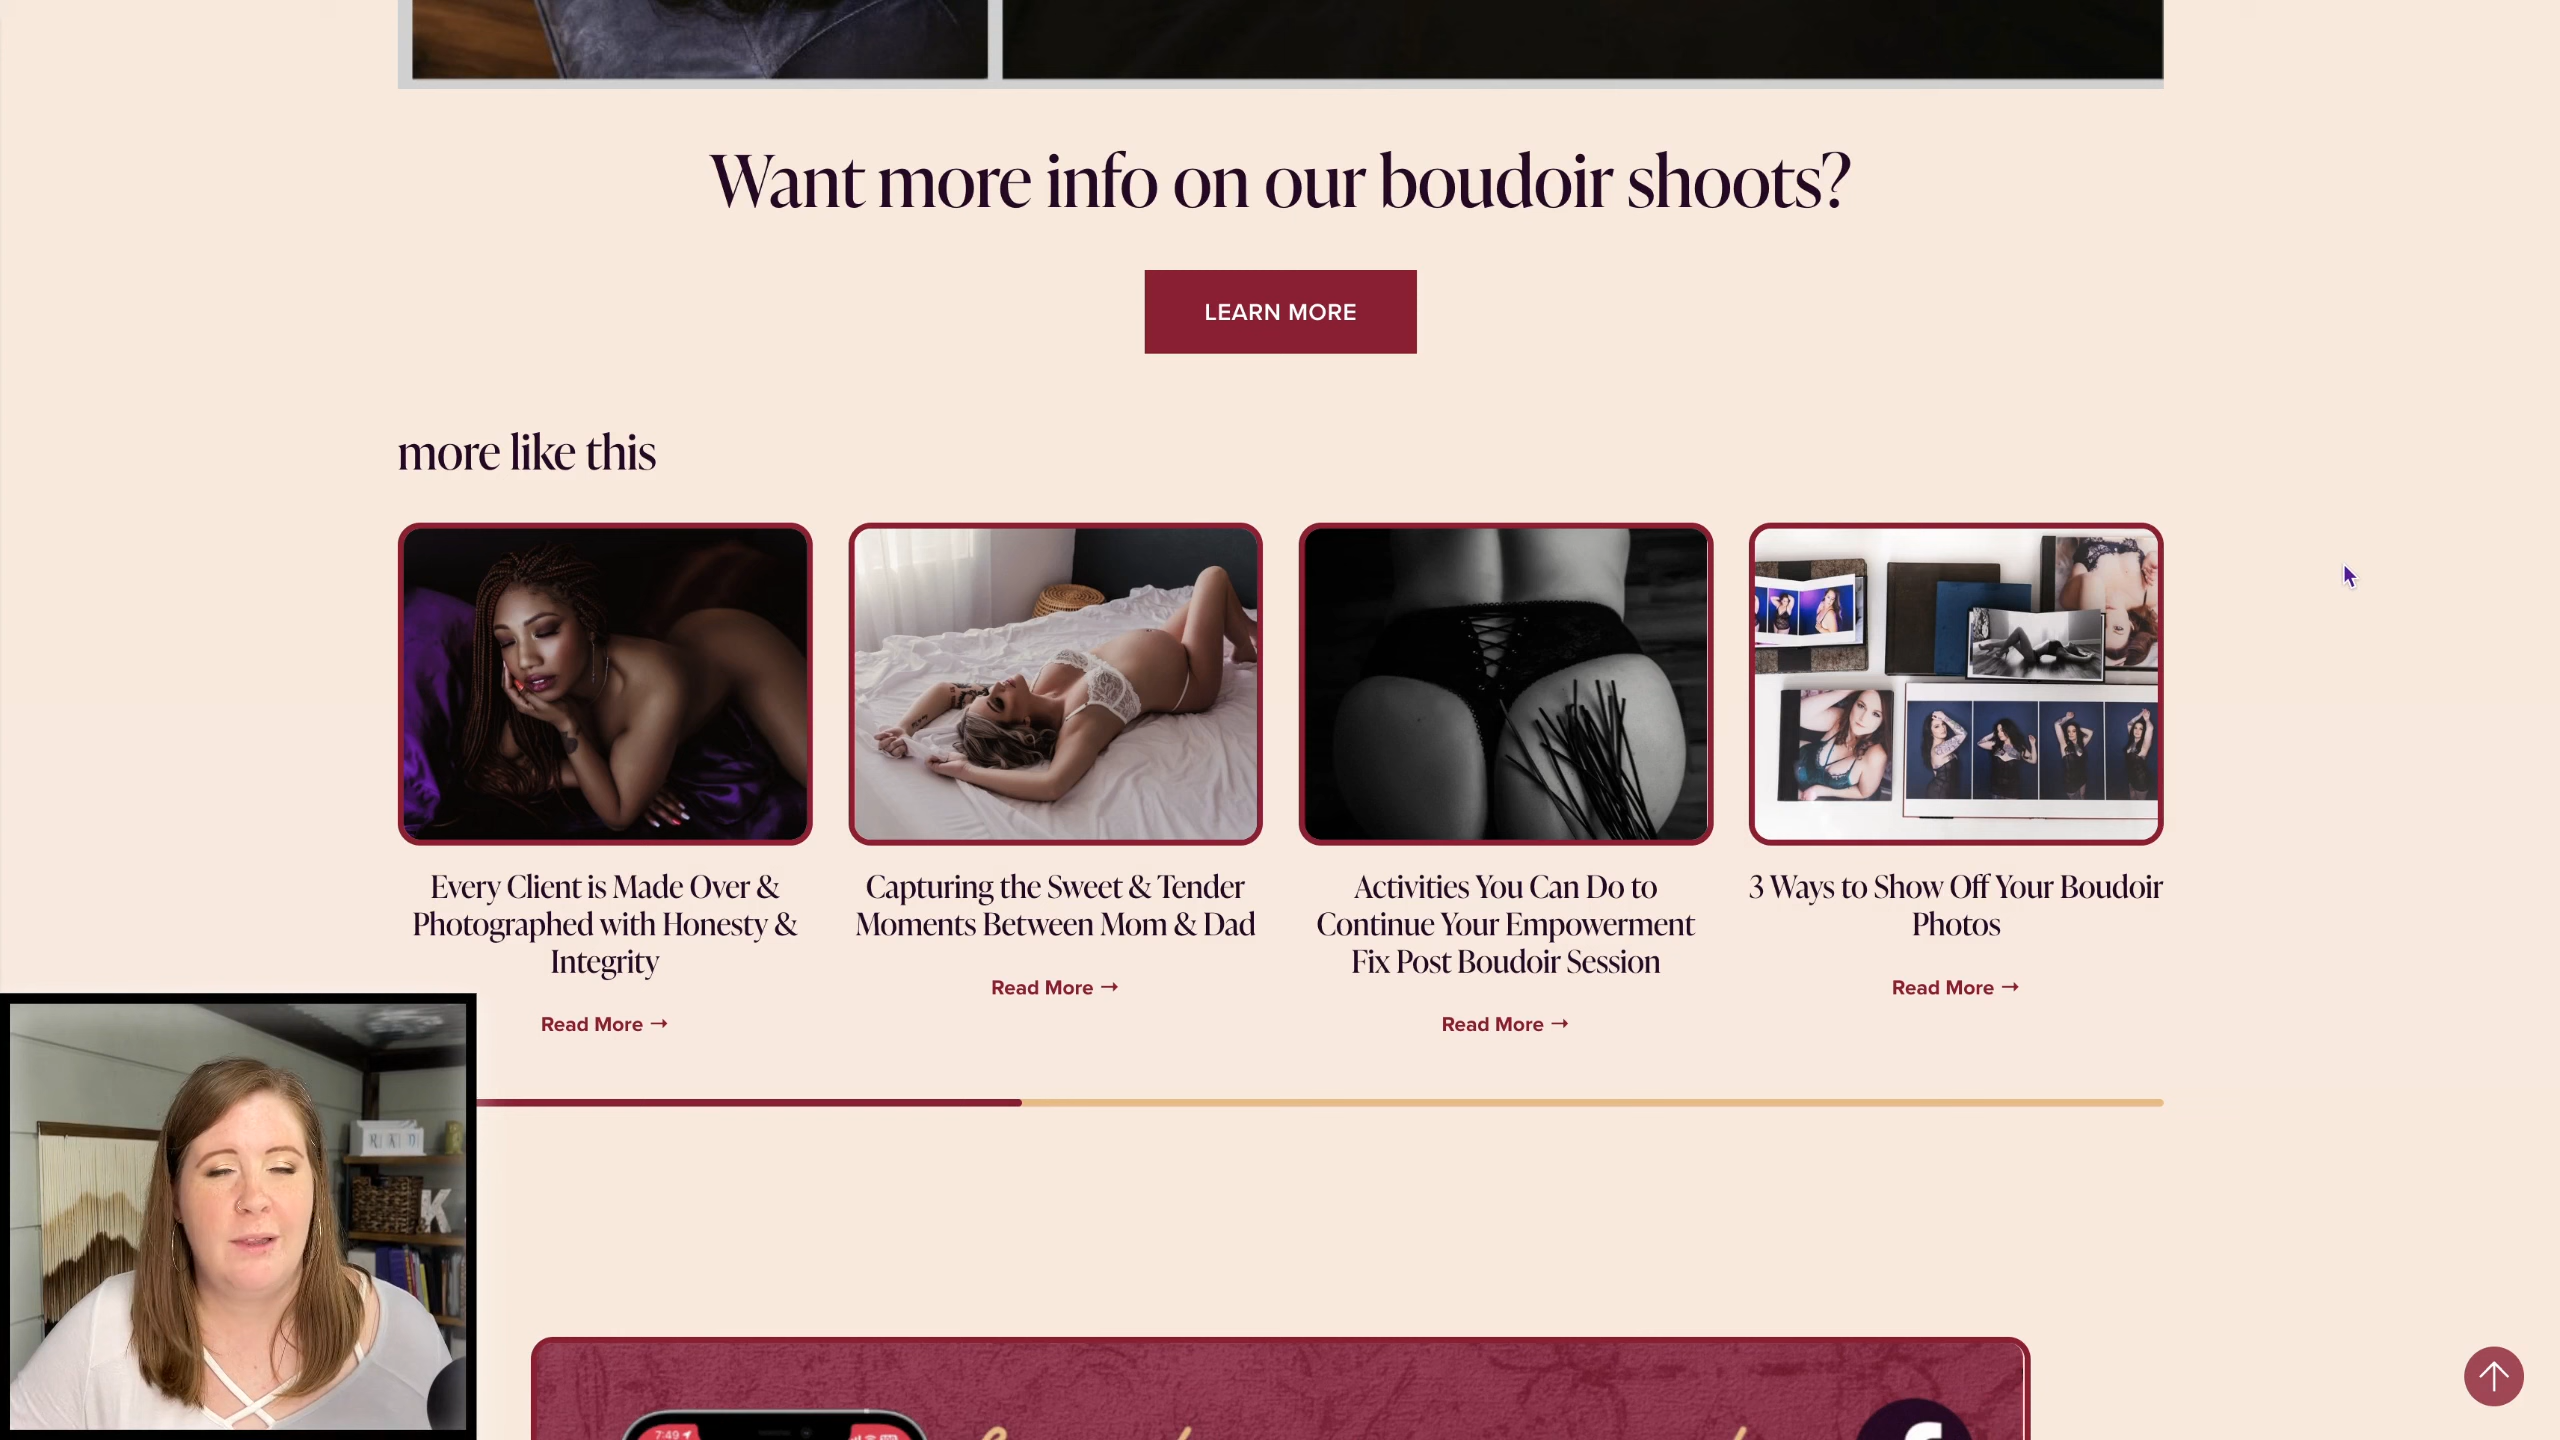 Want more info on our boudoir shoots?
LEARN MORE
more like this
Every Client is Made Over &
Photographed with Honesty &
Integrity
Read More →
Capturing the Sweet & Tender
Moments Between Mom & Dad
Read More →
Activities You Can Do to
Continue Your Empowerment
Fix Post Boudoir Session
Read More →
3 Ways to Show Off Your Boudoir
Photos
Read More →
READ
K
&
7:49